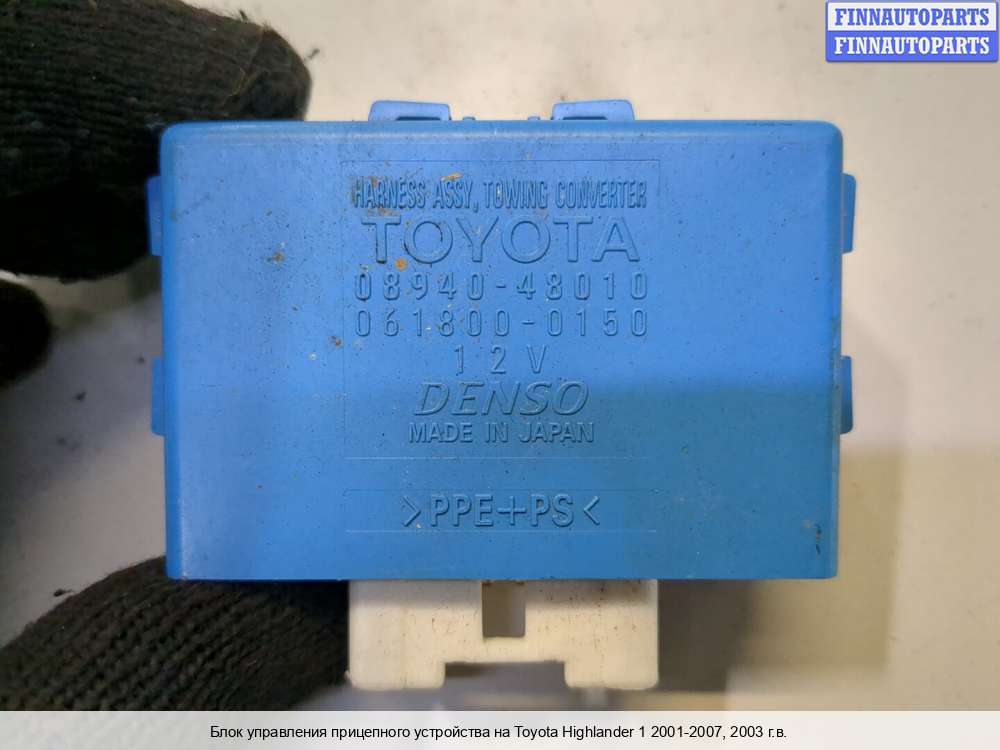 FINNAUTOPARTS
FINNAUTOPARTS
HARNESS ASSY, TOWING CONVERTER
TOYOTA
08940-48010
061800-0150
12V
DENSO
MADE IN JAPAN
>PPE+PS<
Блок управления прицепного устройства на Toyota Highlander 1 2001-2007, 2003 г.в.